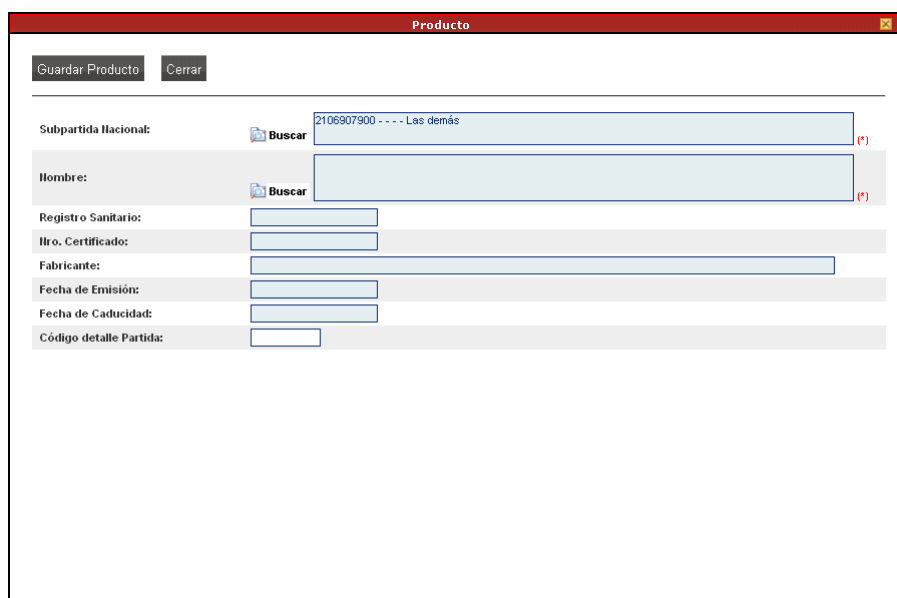 Producto
Guardar Producto Cerrar
Subpartida Nacional: Buscar 2106907900 - - - - Las demás (*)
Nombre: Buscar (*)
Registro Sanitario:
Nro. Certificado:
Fabricante:
Fecha de Emisión:
Fecha de Caducidad:
Código detalle Partida: